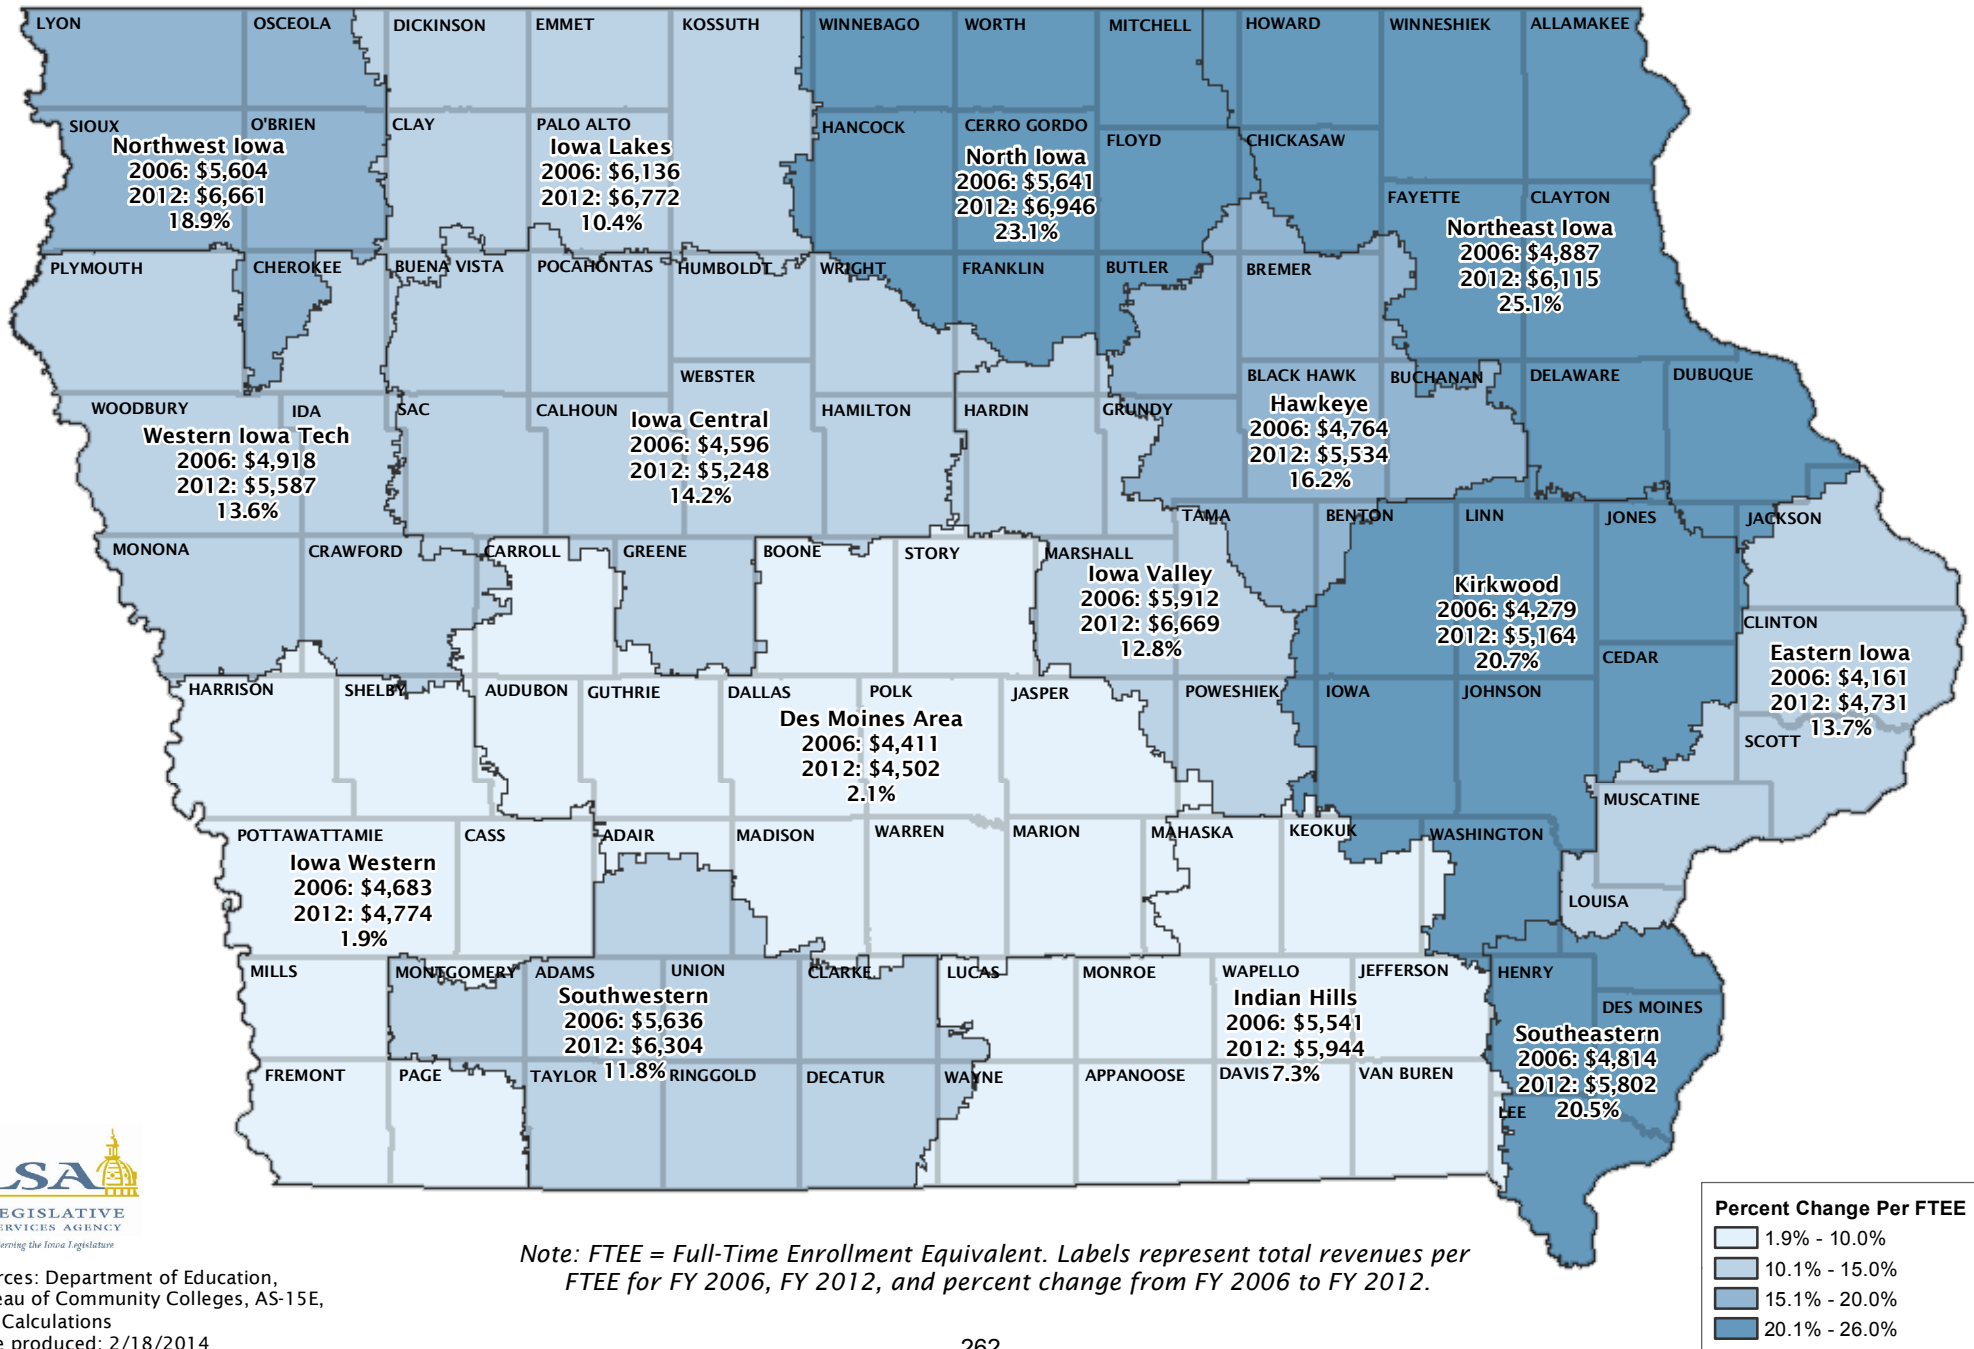 LYON
OSCEOLA
DICKINSON
EMMET
KOSSUTH
WINNEBAGO
WORTH
MITCHELL
HOWARD
WINNESHIEK
ALLAMAKEE
SIOUX
O'BRIEN
CLAY
PALO ALTO
HANCOCK
CERRO GORDO
FLOYD
CHICKASAW
FAYETTE
CLAYTON
Northwest Iowa
2006: $5,604
2012: $6,661
18.9%
Iowa Lakes
2006: $6,136
2012: $6,772
10.4%
North Iowa
2006: $5,641
2012: $6,946
23.1%
Northeast Iowa
2006: $4,887
2012: $6,115
25.1%
PLYMOUTH
CHEROKEE
BUENA VISTA
POCAHONTAS
HUMBOLDT
WRIGHT
FRANKLIN
BUTLER
BREMER
WEBSTER
BLACK HAWK
BUCHANAN
DELAWARE
DUBUQUE
WOODBURY
IDA
SAC
CALHOUN
HAMILTON
HARDIN
GRUNDY
Western Iowa Tech
2006: $4,918
2012: $5,587
13.6%
Iowa Central
2006: $4,596
2012: $5,248
14.2%
Hawkeye
2006: $4,764
2012: $5,534
16.2%
TAMA
BENTON
LINN
JONES
JACKSON
MONONA
CRAWFORD
CARROLL
GREENE
BOONE
STORY
MARSHALL
Iowa Valley
2006: $5,912
2012: $6,669
12.8%
Kirkwood
2006: $4,279
2012: $5,164
20.7%
CLINTON
CEDAR
Eastern Iowa
2006: $4,161
2012: $4,731
13.7%
HARRISON
SHELBY
AUDUBON
GUTHRIE
DALLAS
POLK
JASPER
POWESHIEK
IOWA
JOHNSON
SCOTT
Des Moines Area
2006: $4,411
2012: $4,502
2.1%
MUSCATINE
POTTAWATTAMIE
CASS
ADAIR
MADISON
WARREN
MARION
MAHASKA
KEOKUK
WASHINGTON
Iowa Western
2006: $4,683
2012: $4,774
1.9%
LOUISA
MILLS
MONTGOMERY
ADAMS
UNION
CLARKE
LUCAS
MONROE
WAPELLO
JEFFERSON
HENRY
DES MOINES
Southwestern
2006: $5,636
2012: $6,304
11.8%
Indian Hills
2006: $5,541
2012: $5,944
7.3%
Southeastern
2006: $4,814
2012: $5,802
20.5%
FREMONT
PAGE
TAYLOR
RINGGOLD
DECATUR
WAYNE
APPANOOSE
DAVIS
VAN BUREN
LEE
LSA
LEGISLATIVE
SERVICES AGENCY
Serving the Iowa Legislature
rces: Department of Education,
eau of Community Colleges, AS-15E,
Calculations
e produced: 2/18/2014
Note: FTEE = Full-Time Enrollment Equivalent. Labels represent total revenues per
FTEE for FY 2006, FY 2012, and percent change from FY 2006 to FY 2012.
262
Percent Change Per FTEE
1.9% - 10.0%
10.1% - 15.0%
15.1% - 20.0%
20.1% - 26.0%